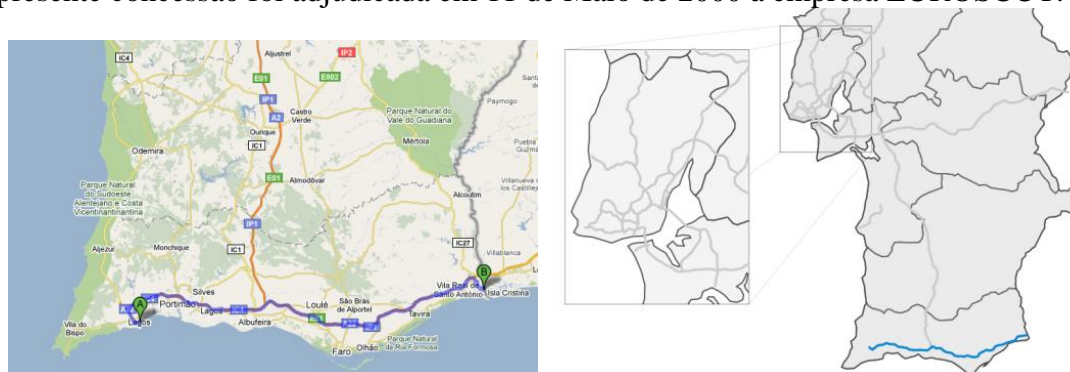 presente concessão foi adjudicada em 11 de Maio de 2000 à empresa EUROSCUT.
IC4
Aljustrel
IP2
E01
E802
IP1
A2
Castro
Verde
Ourique
IC1
Parque Natural do
Vale do Guadiana
Paymogo
Mértola
Odemira
E01
Almodôvar
Parque Natural
do Sudoeste
Alentejano e Costa
Vicentinantinantina
Alcoutim
Villanueva
los Castillej
Aljezur
Monchique
IC1
IP1
IC27
Villablanca
B
A
Silves
Portimão
Lagos
Lagoa
Albufeira
Loulé
São Brás
de Alportel
Vila Real de
Santo António
Isla Cristina
Tavira
Vila do
Bispo
Faro
Olhão
Parque Natural
da Ria Formosa